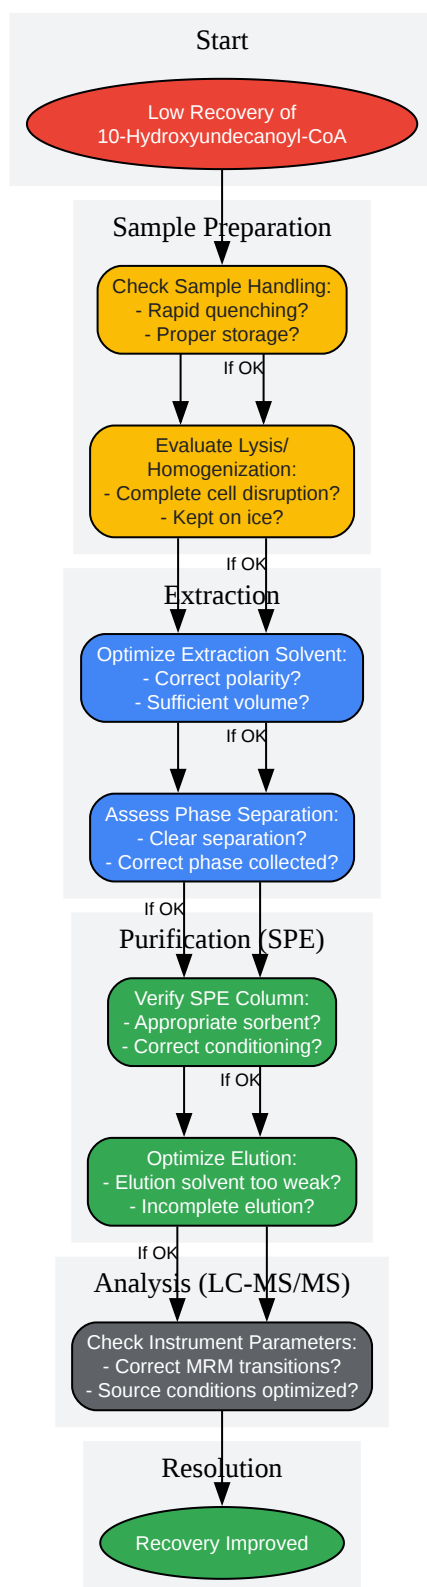 Start
Low Recovery of
10-Hydroxyundecanoyl-CoA
Sample Preparation
Check Sample Handling:
- Rapid quenching?
- Proper storage?
If OK
Evaluate Lysis/
Homogenization:
- Complete cell disruption?
- Kept on ice?
If OK
Extraction
Optimize Extraction Solvent:
- Correct polarity?
- Sufficient volume?
If OK
Assess Phase Separation:
- Clear separation?
- Correct phase collected?
If OK
Purification (SPE)
Verify SPE Column:
- Appropriate sorbent?
- Correct conditioning?
If OK
Optimize Elution:
- Elution solvent too weak?
- Incomplete elution?
If OK
Analysis (LC-MS/MS)
Check Instrument Parameters:
- Correct MRM transitions?
- Source conditions optimized?
Resolution
Recovery Improved